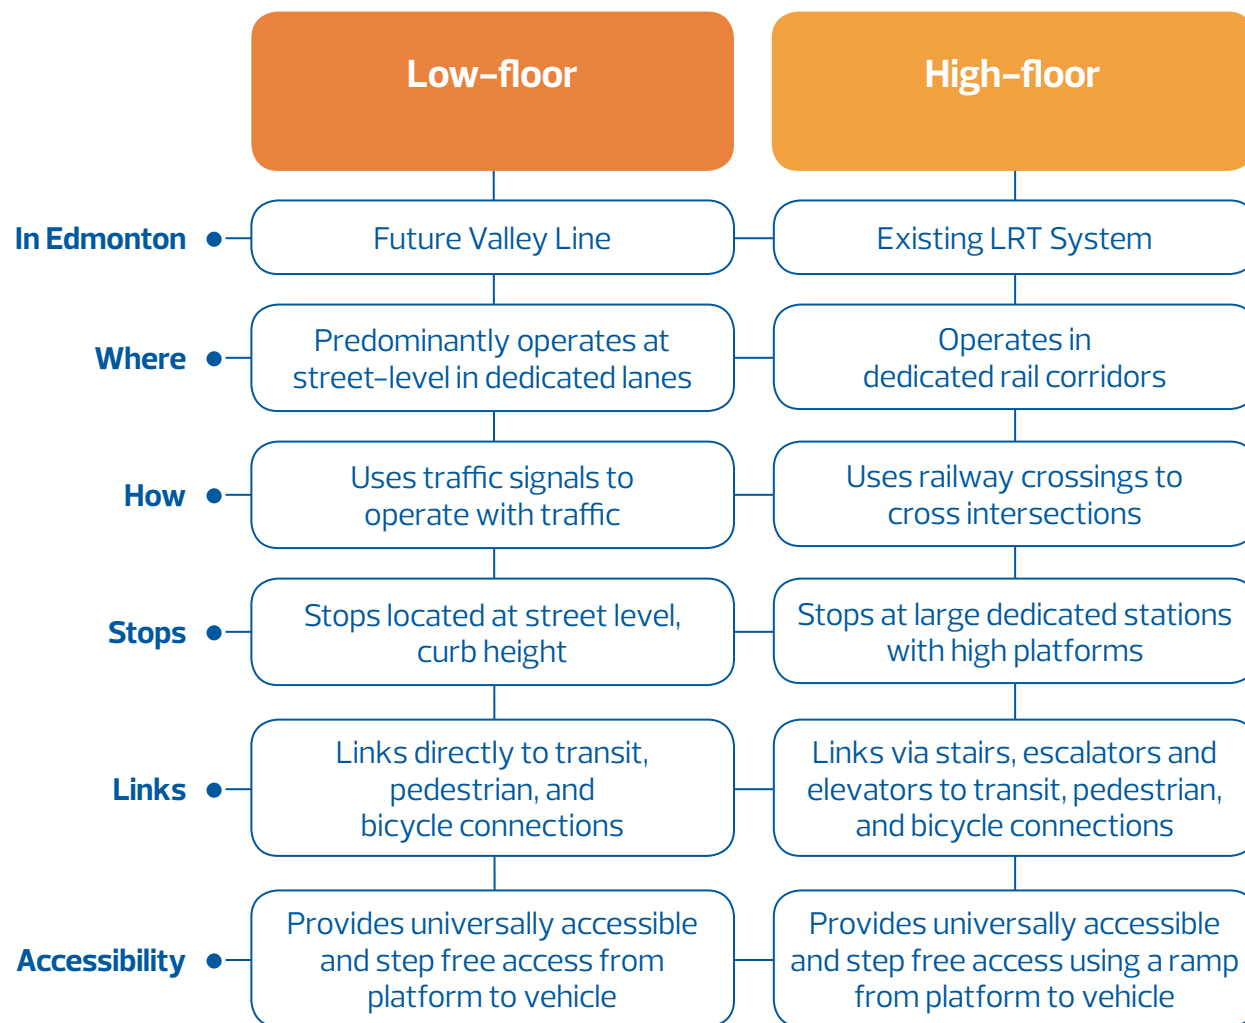 Low-floor
High-floor
In Edmonton
Future Valley Line
Existing LRT System
Where
Predominantly operates at
street-level in dedicated lanes
Operates in
dedicated rail corridors
How
Uses traffic signals to
operate with traffic
Uses railway crossings to
cross intersections
Stops
Stops located at street level,
curb height
Stops at large dedicated stations
with high platforms
Links
Links directly to transit,
pedestrian, and
bicycle connections
Links via stairs, escalators and
elevators to transit, pedestrian,
and bicycle connections
Accessibility
Provides universally accessible
and step free access from
platform to vehicle
Provides universally accessible
and step free access using a ramp
from platform to vehicle